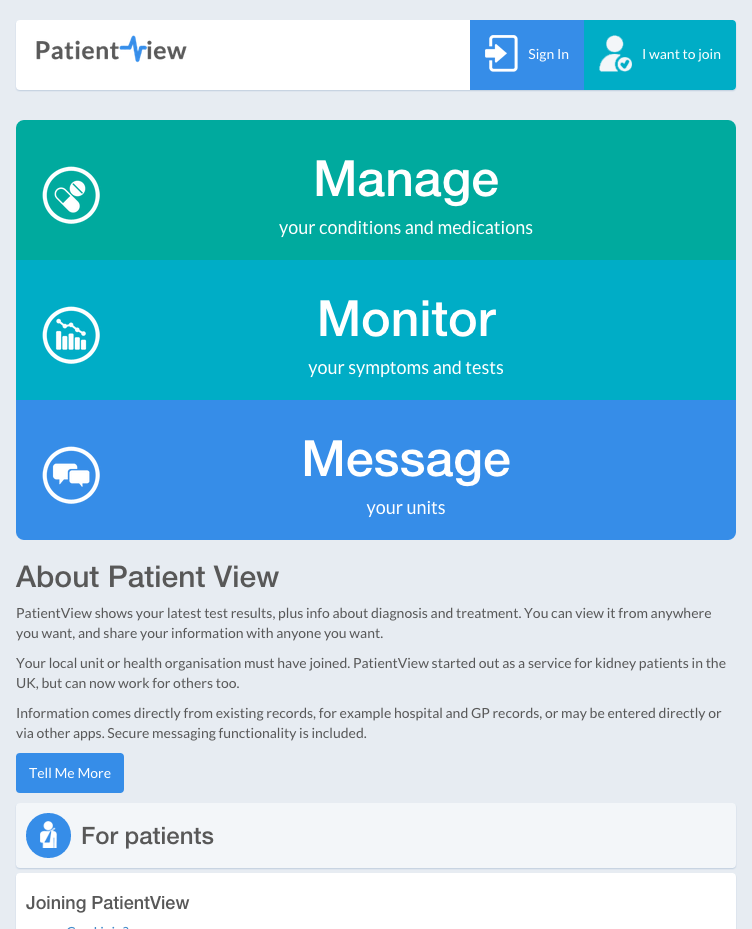 PatientView
Sign In
I want to join
Manage
your conditions and medications
Monitor
your symptoms and tests
Message
your units
About Patient View
PatientView shows your latest test results, plus info about diagnosis and treatment. You can view it from anywhere
you want, and share your information with anyone you want.
Your local unit or health organisation must have joined. PatientView started out as a service for kidney patients in the
UK, but can now work for others too.
Information comes directly from existing records, for example hospital and GP records, or may be entered directly or
via other apps. Secure messaging functionality is included.
Tell Me More
For patients
Joining PatientView